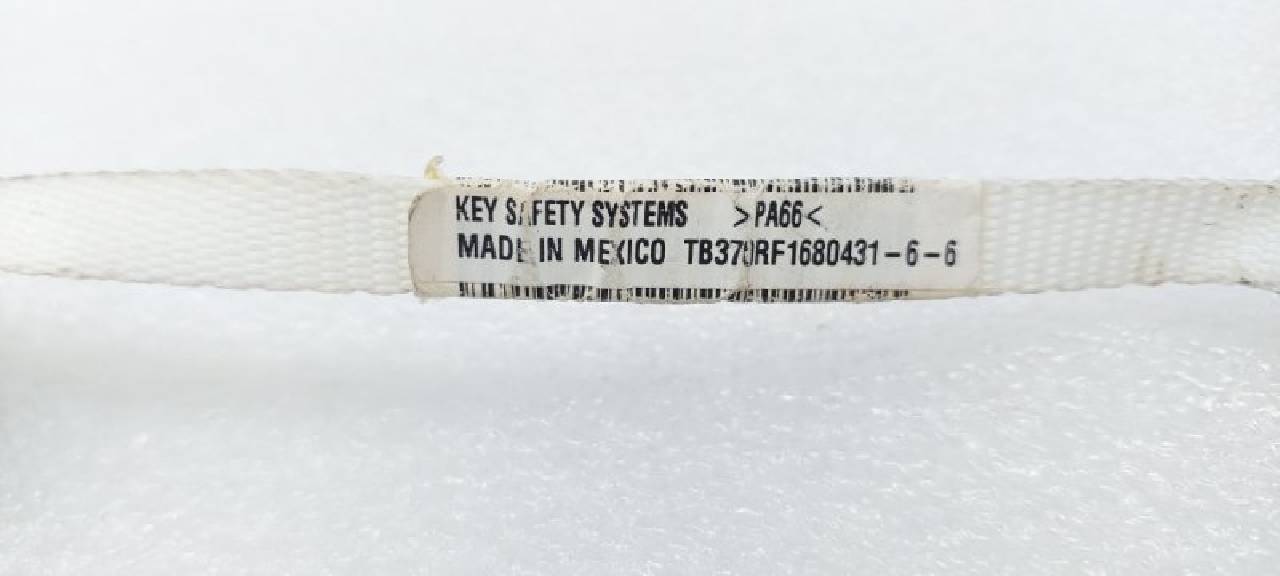 KEY SAFETY SYSTEMS >PA66<
MADE IN MEXICO